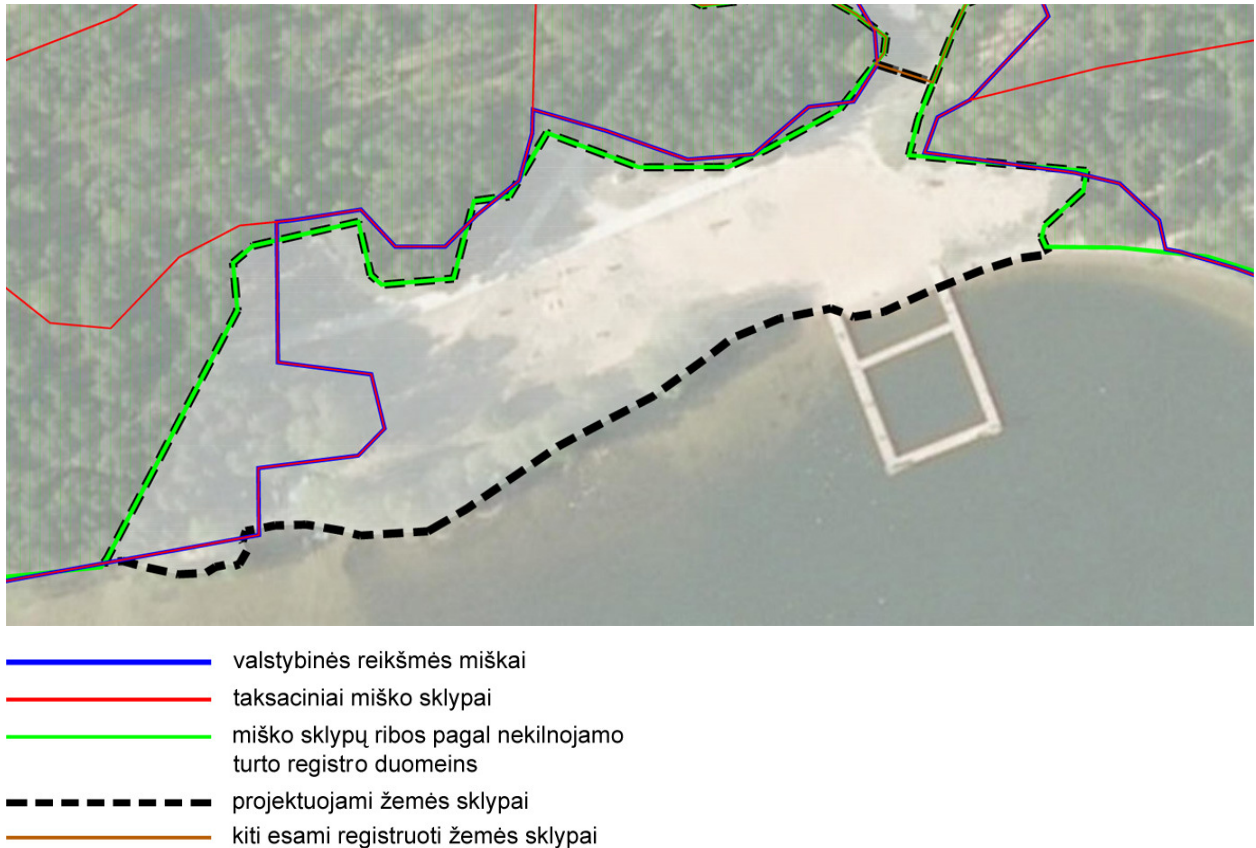 valstybinės reikšmės miškai
taksaciniai miško sklypai
miško sklypų ribos pagal nekilnojamo
turto registro duomeins
projektuojami žemės sklypai
kiti esami registruoti žemės sklypai